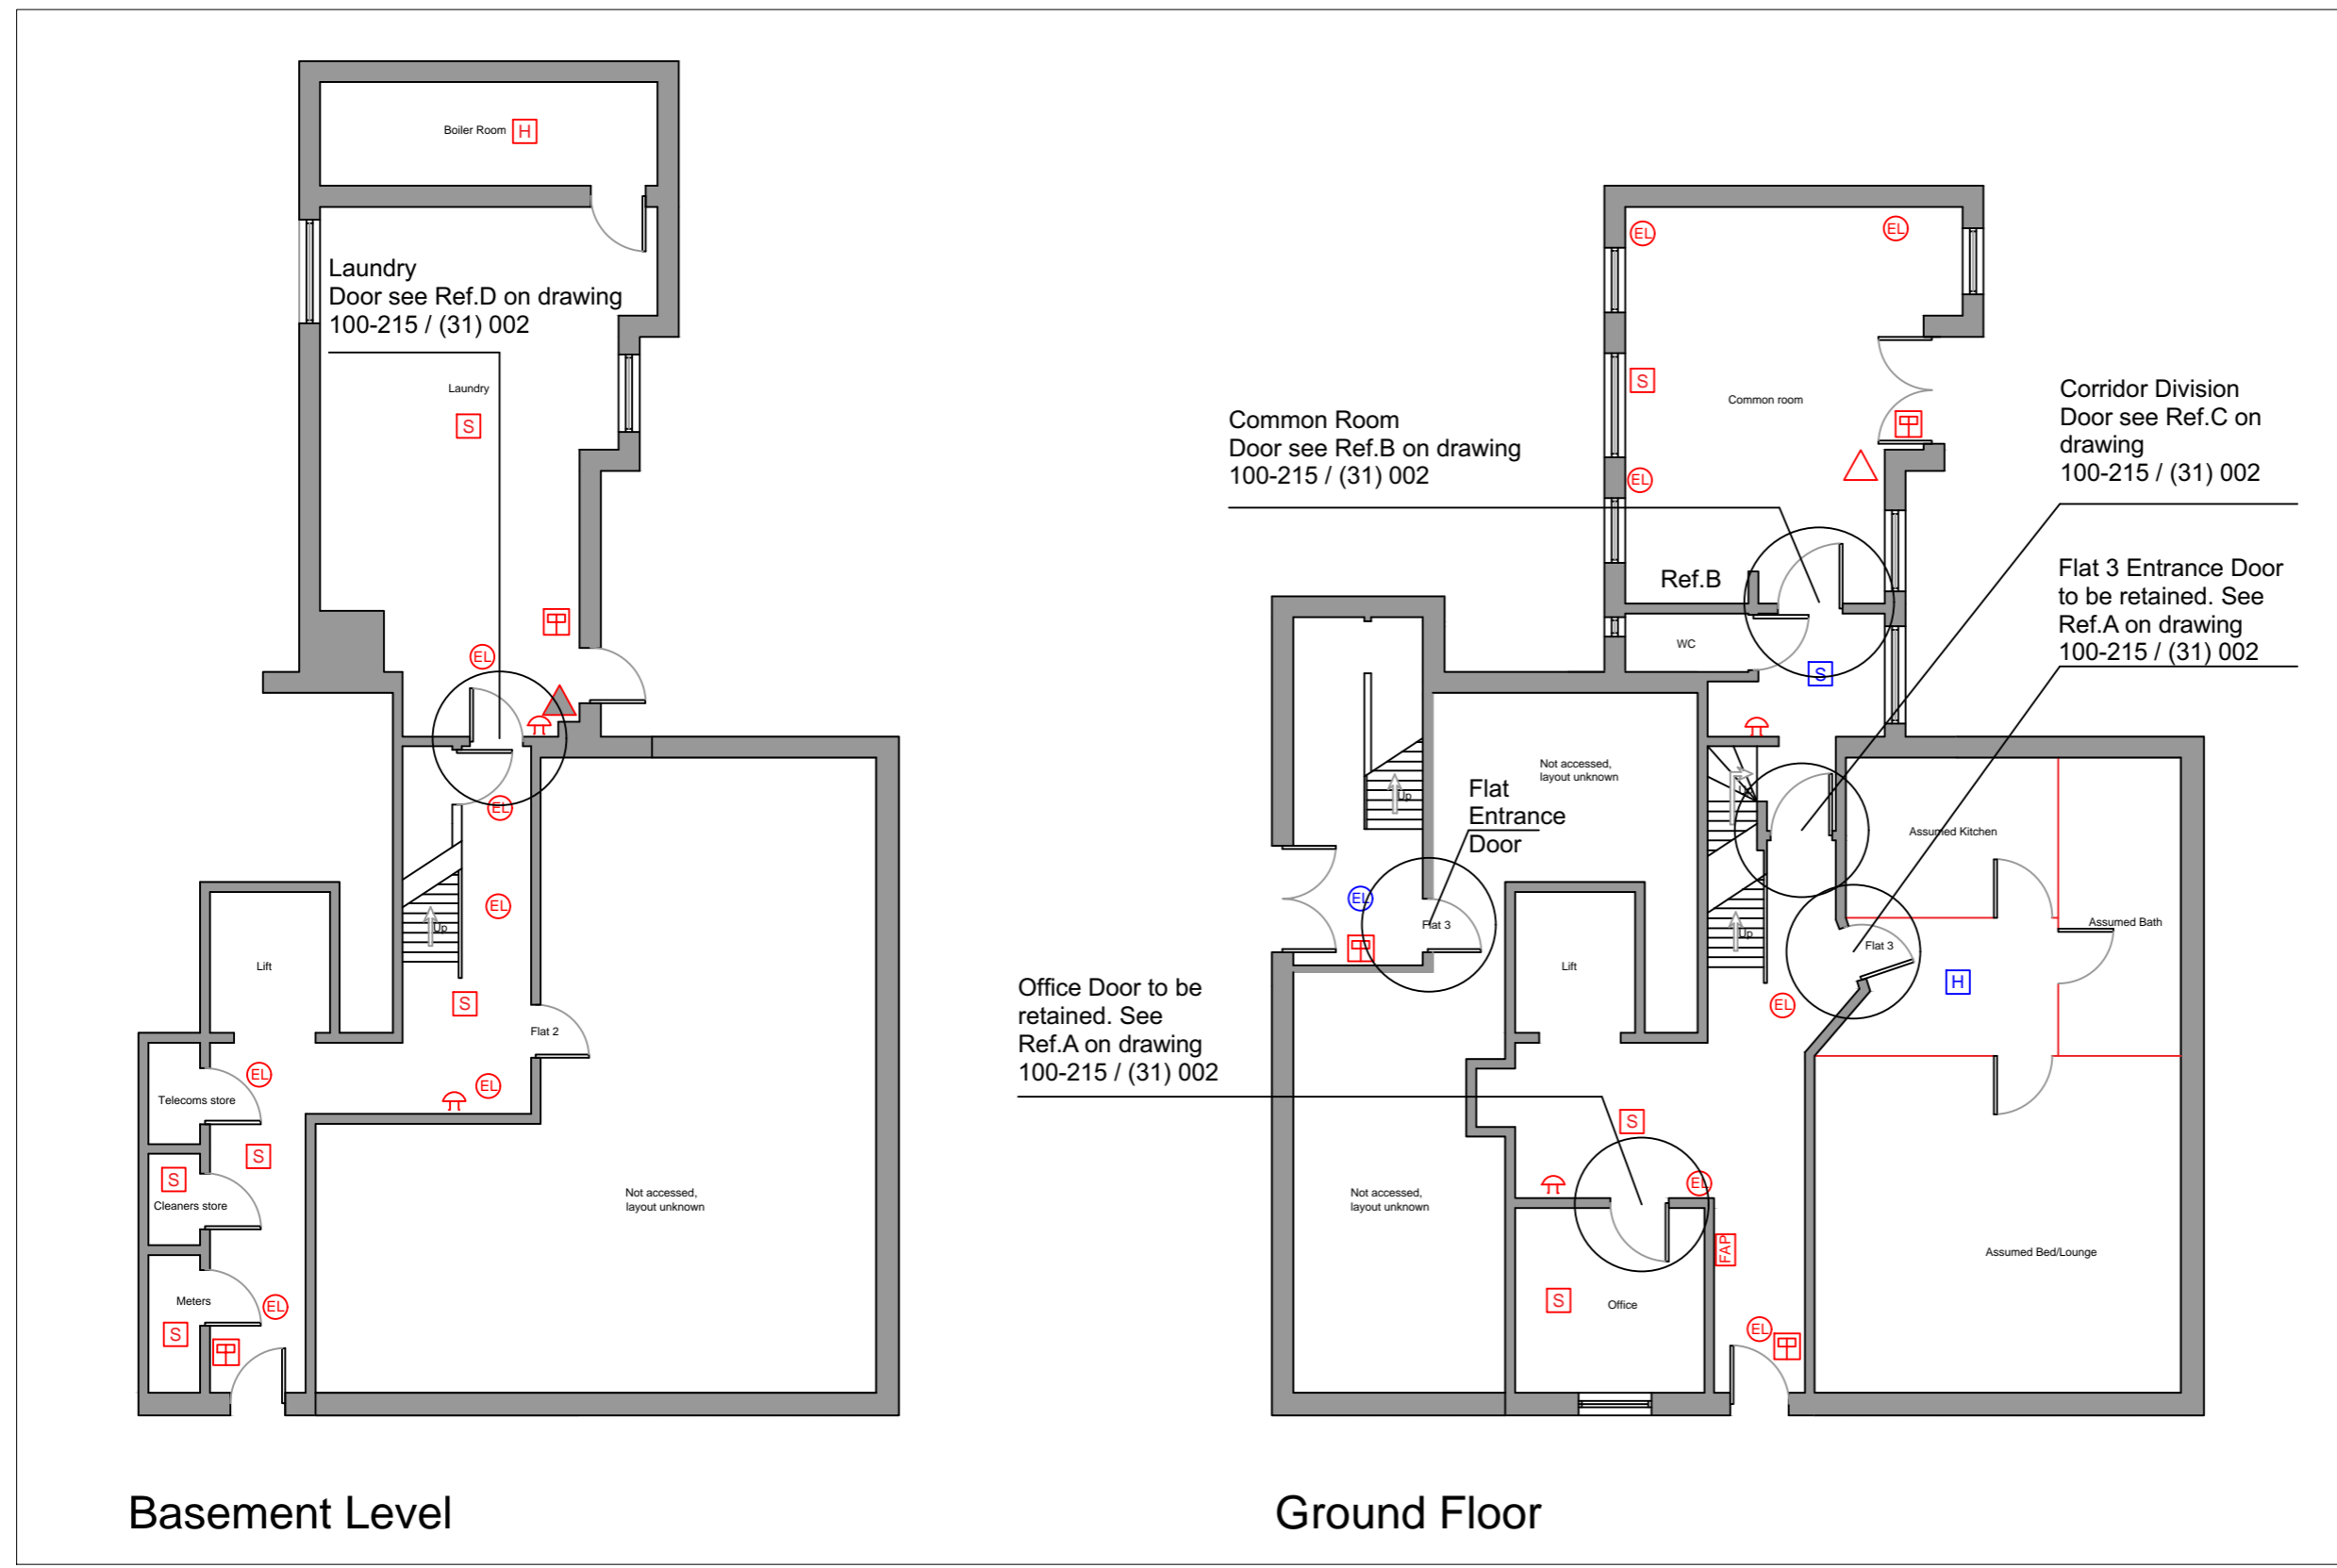 Boiler Room
H
Laundry
Door see Ref.D on drawing
100-215 / (31) 002
Laundry
S
EL
EL
EL
Up
Lift
S
Flat 2
EL
EL
Telecoms store
S
S
Cleaners store
Not accessed,
layout unknown
Meters
EL
S
Basement Level
EL
EL
S
Common room
Common Room
Door see Ref.B on drawing
100-215 / (31) 002
EL
Corridor Division
Door see Ref.C on
drawing
100-215 / (31) 002
Ref.B
Flat 3 Entrance Door
to be retained. See
Ref.A on drawing
100-215 / (31) 002
WC
S
Not accessed,
layout unknown
Up
Up
Flat
Entrance
Door
Assumed Kitchen
EL
Flat 3
Assumed Bath
Up
Flat 3
Lift
H
Office Door to be
retained. See
Ref.A on drawing
100-215 / (31) 002
EL
S
EL
Not accessed,
layout unknown
FAP
Assumed Bed/Lounge
S
Office
EL
Ground Floor